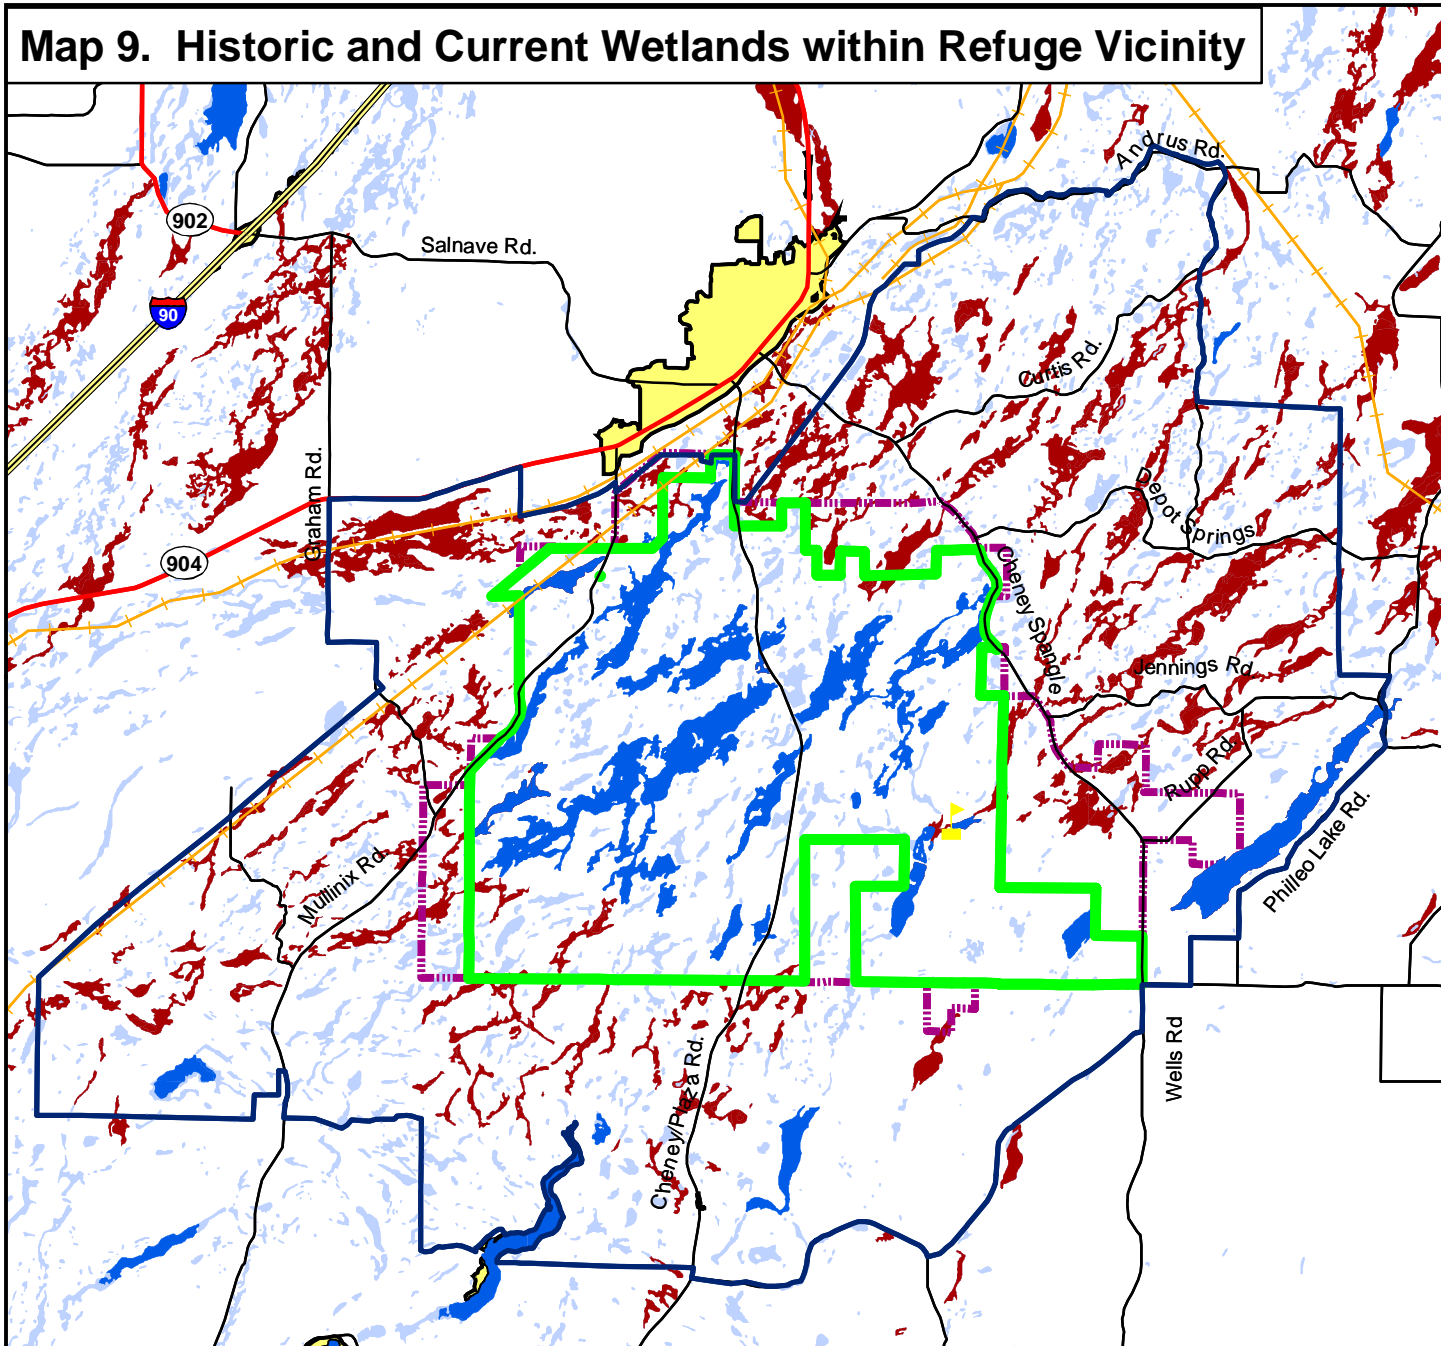 Map 9.  Historic and Current Wetlands within Refuge Vicinity
Andrus Rd.
902
Salnave Rd.
90
Curtis Rd.
Graham Rd.
Depot Springs
904
Cheney Spangle
Jennings Rd
Rupp Rd.
Philleo Lake Rd.
Mullinix Rd.
Wells Rd
Cheney/Plaza Rd.